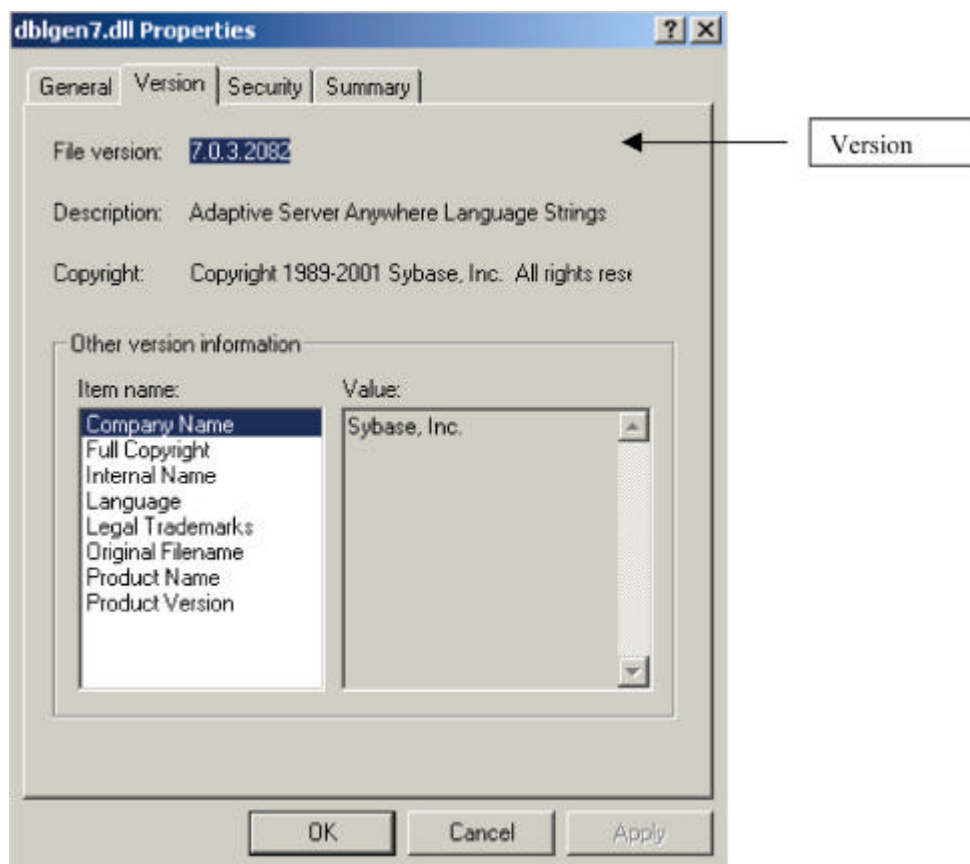 dblgen7.dll Properties
General Version Security Summary
File version: 7.0.3.2082
Version
Description: Adaptive Server Anywhere Language Strings
Copyright: Copyright 1989-2001 Sybase, Inc. All rights rese
Other version information
Item name: Value:
Company Name Sybase, Inc.
Full Copyright
Internal Name
Language
Legal Trademarks
Original Filename
Product Name
Product Version
OK Cancel Apply